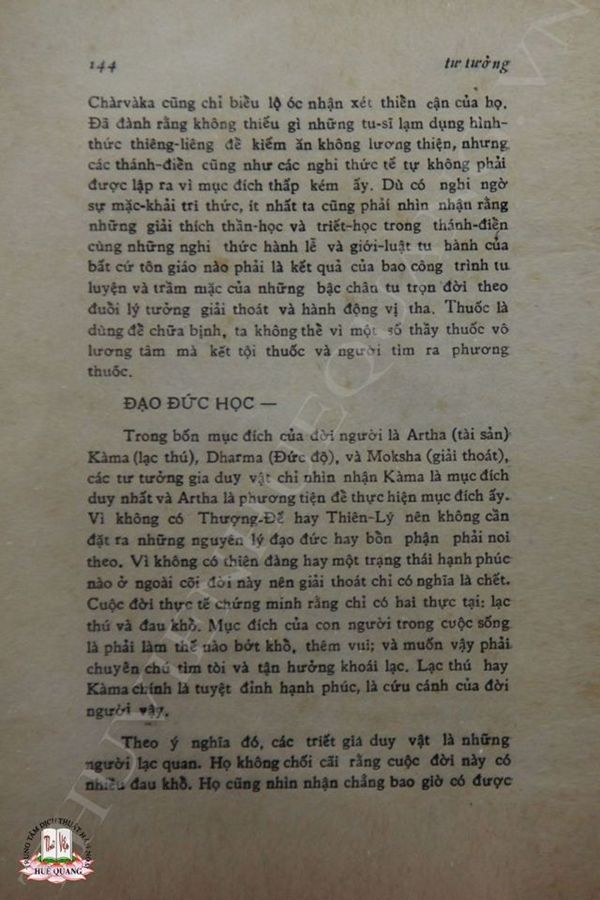 144 tư tưởng
Chàrvàka cũng chỉ biểu lộ óc nhận xét thiển cận của họ.
Đã đành rằng không thiếu gì những tu-sĩ lạm dụng hình-
thức thiêng-liêng để kiếm ăn không lương thiện, nhưng
các thánh-điển cũng như các nghi thức tế tự không phải
được lập ra vì mục đích thấp kém ấy. Dù có nghi ngờ
sự mặc-khải tri thức, ít nhất ta cũng phải nhìn nhận rằng
những giải thích thần-học và triết-học trong thánh-điển
cùng những nghi thức hành lễ và giới-luật tu hành của
bất cứ tôn giáo nào phải là kết quả của bao công trình tu
luyện và trầm mặc của những bậc chân tu trọn đời theo
đuổi lý tưởng giải thoát và hành động vị tha. Thuốc là
dùng để chữa bịnh, ta không thể vì một số thầy thuốc vô
lương tâm mà kết tội thuốc và người tìm ra phương
thuốc.
ĐẠO ĐỨC HỌC —
Trong bốn mục đích của đời người là Artha (tài sản)
Kàma (lạc thú), Dharma (Đức độ), và Moksha (giải thoát),
các tư tưởng gia duy vật chỉ nhìn nhận Kàma là mục đích
duy nhất và Artha là phương tiện để thực hiện mục đích ấy.
Vì không có Thượng-Đế hay Thiên-Lý nên không cần
đặt ra những nguyên lý đạo đức hay bổn phận phải noi
theo. Vì không có thiên đàng hay một trạng thái hạnh phúc
nào ở ngoài cõi đời này nên giải thoát chỉ có nghĩa là chết.
Cuộc đời thực tế chứng minh rằng chỉ có hai thực tại: lạc
thú và đau khổ. Mục đích của con người trong cuộc sống
là phải làm thế nào bớt khổ, thêm vui; và muốn vậy phải
chuyên chú tìm tòi và tận hưởng khoái lạc. Lạc thú hay
Kàma chính là tuyệt đỉnh hạnh phúc, là cứu cánh của đời
người vậy.
Theo ý nghĩa đó, các triết giá duy vật là những
người lạc quan. Họ không chối cãi rằng cuộc đời này có
nhiều đau khổ. Họ cũng nhìn nhận chẳng bao giờ có được
TRUNG TÂM DỊCH THUẬT HÁN NÔM
HUỆ QUANG